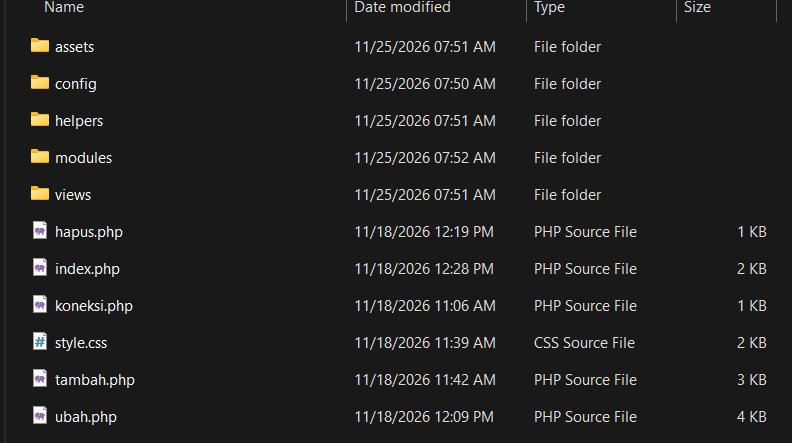 Name Date modified Type Size
assets 11/25/2026 07:51 AM File folder
config 11/25/2026 07:50 AM File folder
helpers 11/25/2026 07:51 AM File folder
modules 11/25/2026 07:52 AM File folder
views 11/25/2026 07:51 AM File folder
hapus.php 11/18/2026 12:19 PM PHP Source File 1 KB
index.php 11/18/2026 12:28 PM PHP Source File 2 KB
koneksi.php 11/18/2026 11:06 AM PHP Source File 1 KB
style.css 11/18/2026 11:39 AM CSS Source File 2 KB
tambah.php 11/18/2026 11:42 AM PHP Source File 3 KB
ubah.php 11/18/2026 12:09 PM PHP Source File 4 KB